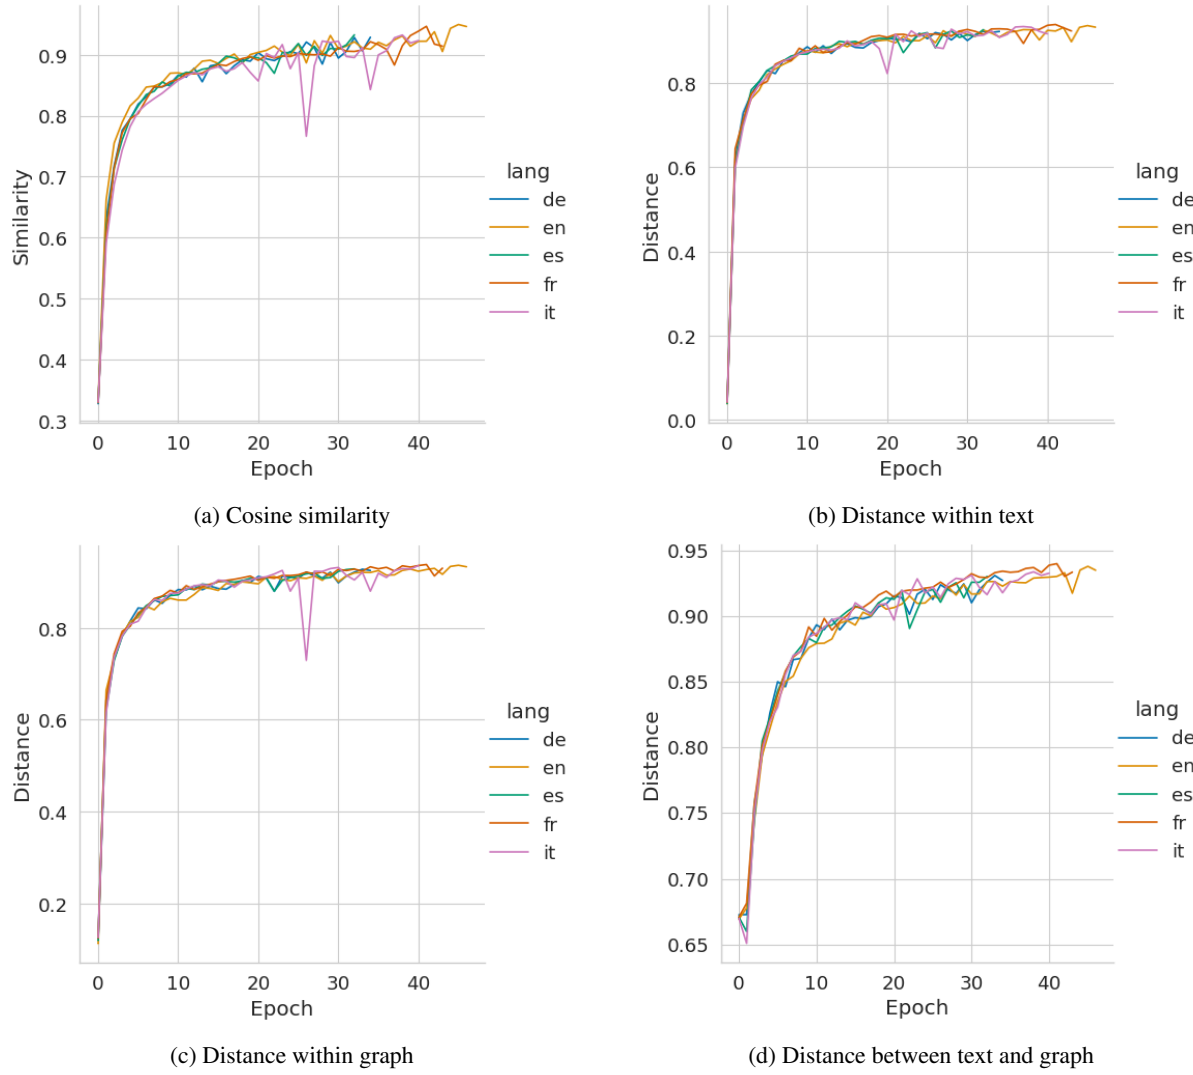 0.9
0.8
0.7
0.6
0.5
0.4
0.3
Similarity
0 10 20 30 40
Epoch
lang
de
en
es
fr
it
(a) Cosine similarity
0.8
0.6
0.4
0.2
0.0
Distance
0 10 20 30 40
Epoch
lang
de
en
es
fr
it
(b) Distance within text
0.8
0.6
0.4
0.2
Distance
0 10 20 30 40
Epoch
lang
de
en
es
fr
it
(c) Distance within graph
0.95
0.90
0.85
0.80
0.75
0.70
0.65
Distance
0 10 20 30 40
Epoch
lang
de
en
es
fr
it
(d) Distance between text and graph